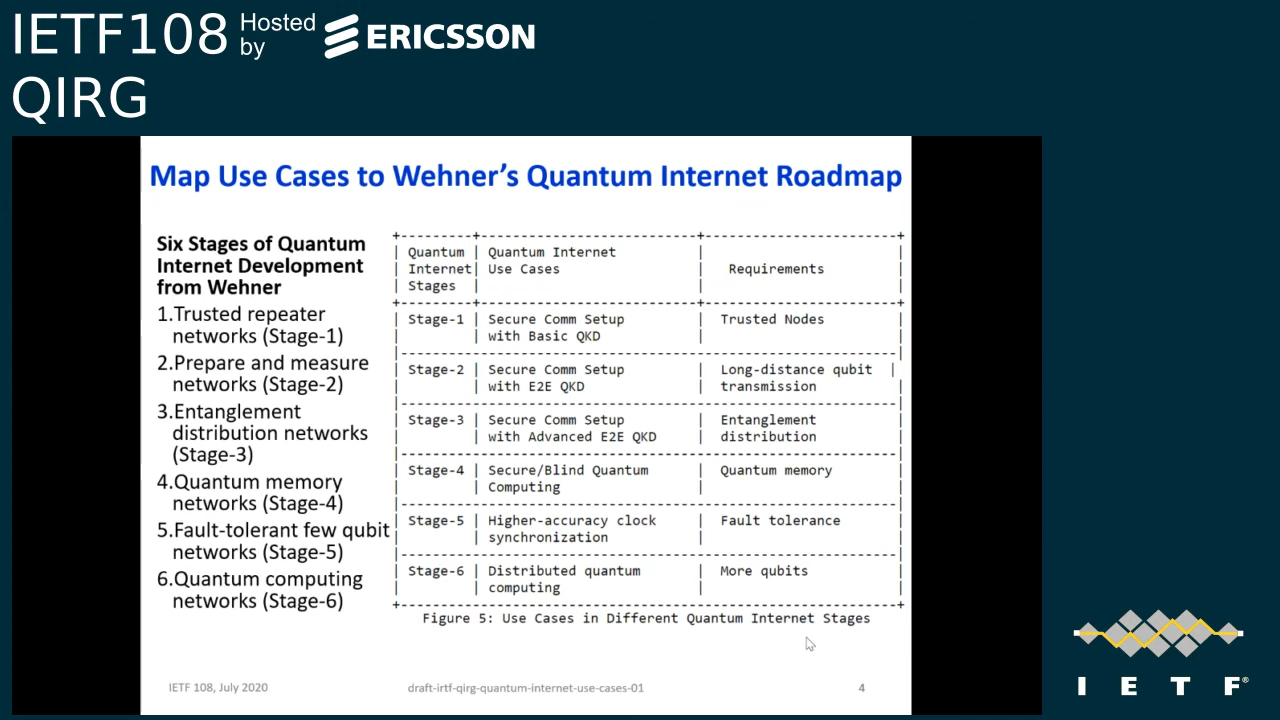 IETF108 Hosted by ERICSSON
QIRG
Map Use Cases to Wehner's Quantum Internet Roadmap
Six Stages of Quantum
Internet Development
from Wehner
1.Trusted repeater
networks (Stage-1)
2.Prepare and measure
networks (Stage-2)
3.Entanglement
distribution networks
(Stage-3)
4.Quantum memory
networks (Stage-4)
5.Fault-tolerant few qubit
networks (Stage-5)
6.Quantum computing
networks (Stage-6)
+---------+----------------------------+------------------------+
| Quantum | Quantum Internet | |
| Internet| Use Cases | Requirements |
| Stages | | |
+---------+----------------------------+------------------------+
| Stage-1 | Secure Comm Setup | Trusted Nodes |
| | with Basic QKD | |
|---------------------------------------------------------------|
| Stage-2 | Secure Comm Setup | Long-distance qubit |
| | with E2E QKD | transmission |
|---------------------------------------------------------------|
| Stage-3 | Secure Comm Setup | Entanglement |
| | with Advanced E2E QKD | distribution |
|---------------------------------------------------------------|
| Stage-4 | Secure/Blind Quantum | Quantum memory |
| | Computing | |
|---------------------------------------------------------------|
| Stage-5 | Higher-accuracy clock | Fault tolerance |
| | synchronization | |
|---------------------------------------------------------------|
| Stage-6 | Distributed quantum | More qubits |
| | computing | |
+---------------------------------------------------------------+
Figure 5: Use Cases in Different Quantum Internet Stages
IETF 108, July 2020
draft-irtf-qirg-quantum-internet-use-cases-01
4
I E T F®